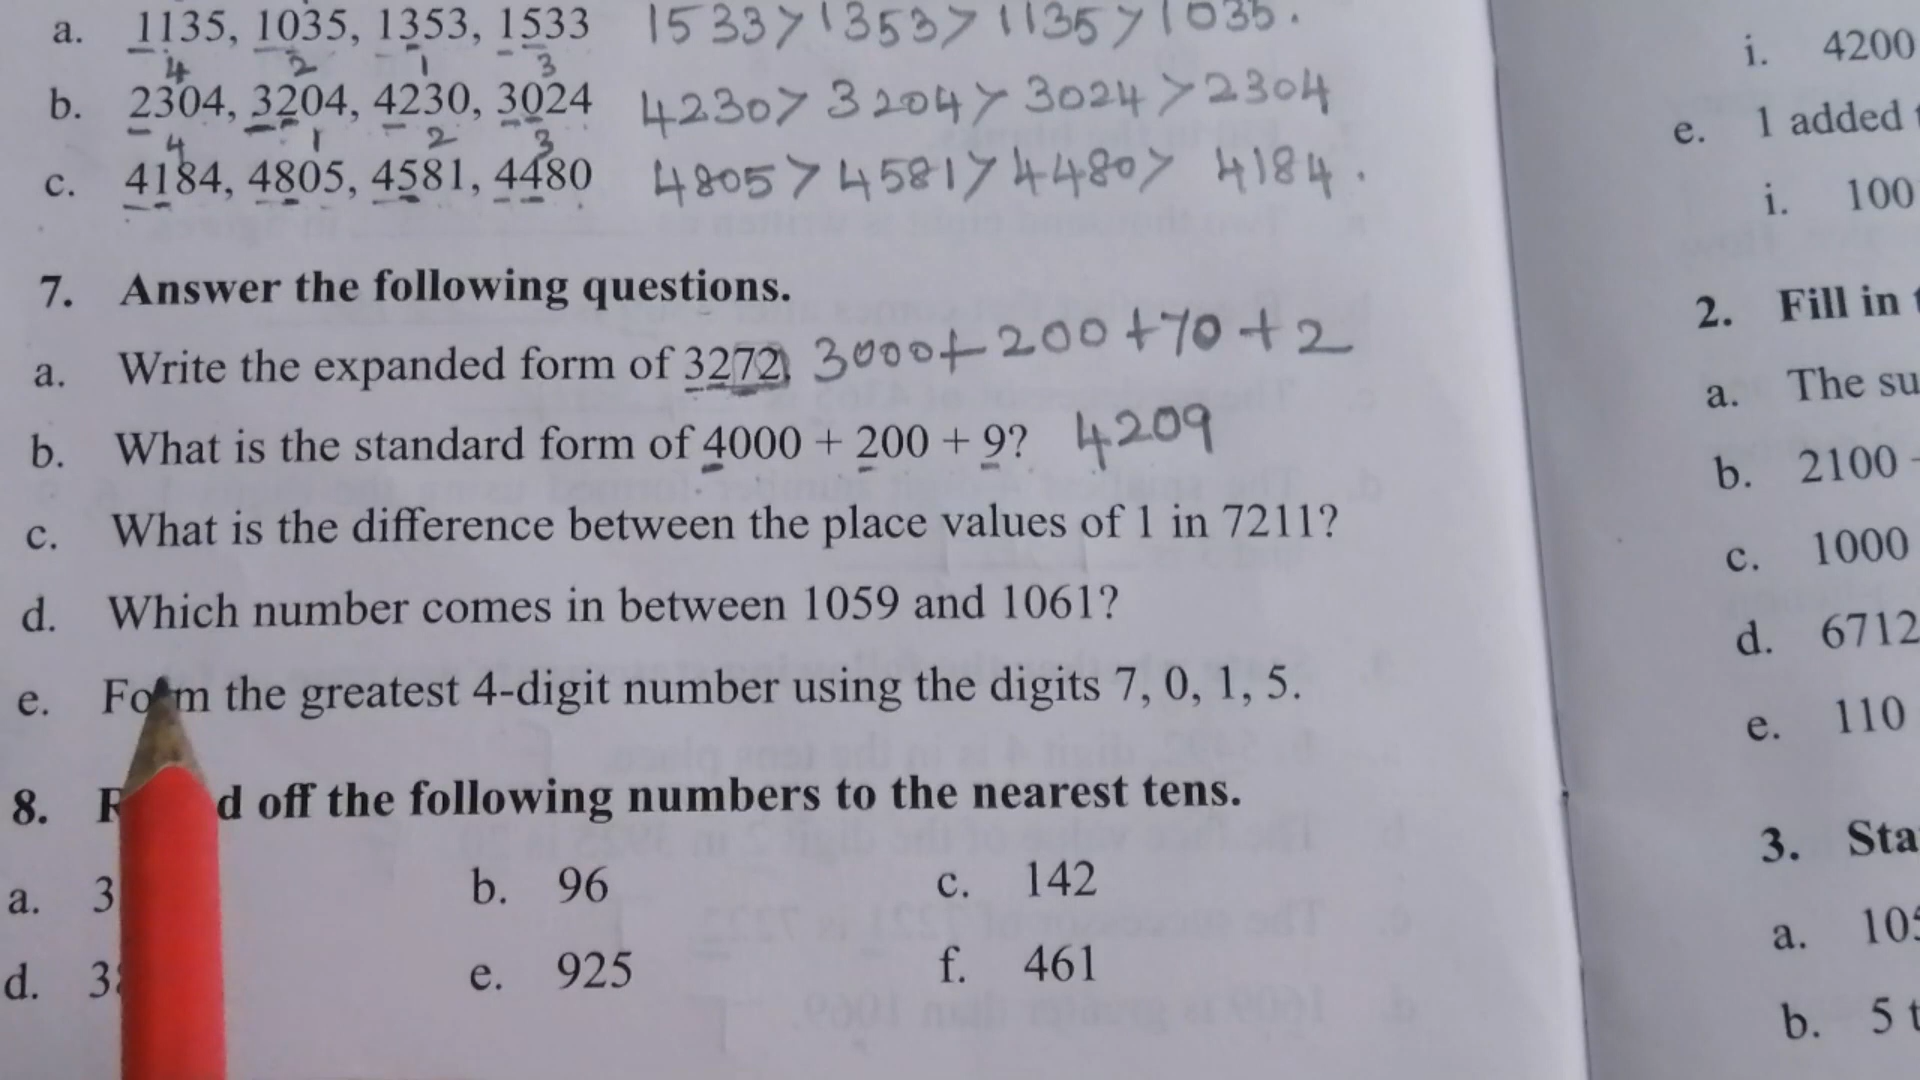 a. 1135, 1035, 1353, 1533 1533>1353>1135>1035.
4 2 1 3
b. 2304, 3204, 4230, 3024 4230>3204>3024>2304
4 1 2 3
c. 4184, 4805, 4581, 4480 4805>4581>4480>4184.
7. Answer the following questions.
a. Write the expanded form of 3272. 3000+200+70+2
b. What is the standard form of 4000 + 200 + 9? 4209
c. What is the difference between the place values of 1 in 7211?
d. Which number comes in between 1059 and 1061?
e. Form the greatest 4-digit number using the digits 7, 0, 1, 5.
8. off the following numbers to the nearest tens.
a. b. 96 c. 142
d. e. 925 f. 461
i. 4200
e. 1 added
i. 100
2. Fill in
a. The
b. 2100
c. 1000
d. 6712
e. 110
3.
a.
b. 5